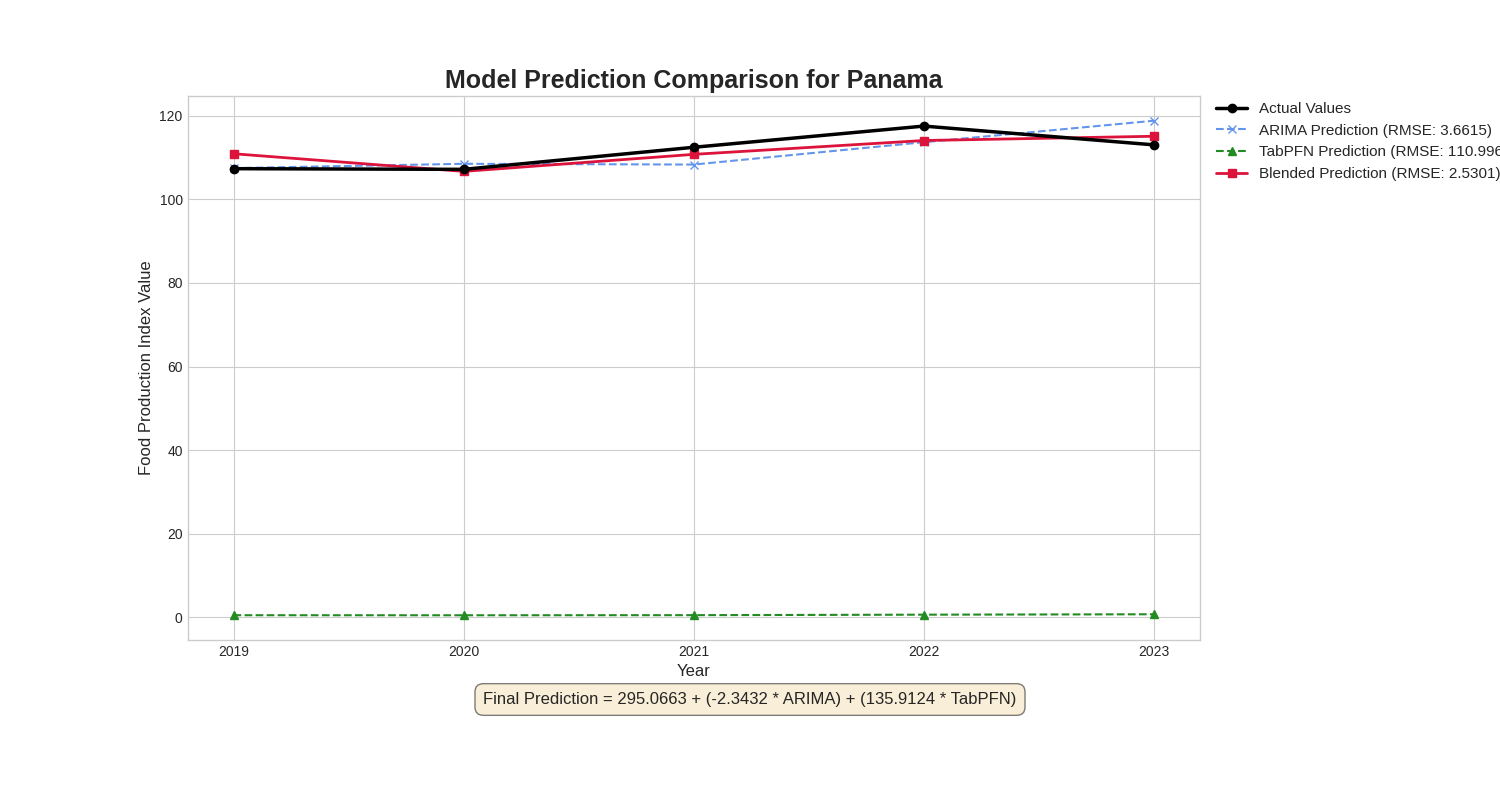 Model Prediction Comparison for Panama
Actual Values
ARIMA Prediction (RMSE: 3.6615)
TabPFN Prediction (RMSE: 110.996
Blended Prediction (RMSE: 2.5301)
Food Production Index Value
120
100
80
60
40
20
0
2019 2020 2021 2022 2023
Year
Final Prediction = 295.0663 + (-2.3432 * ARIMA) + (135.9124 * TabPFN)